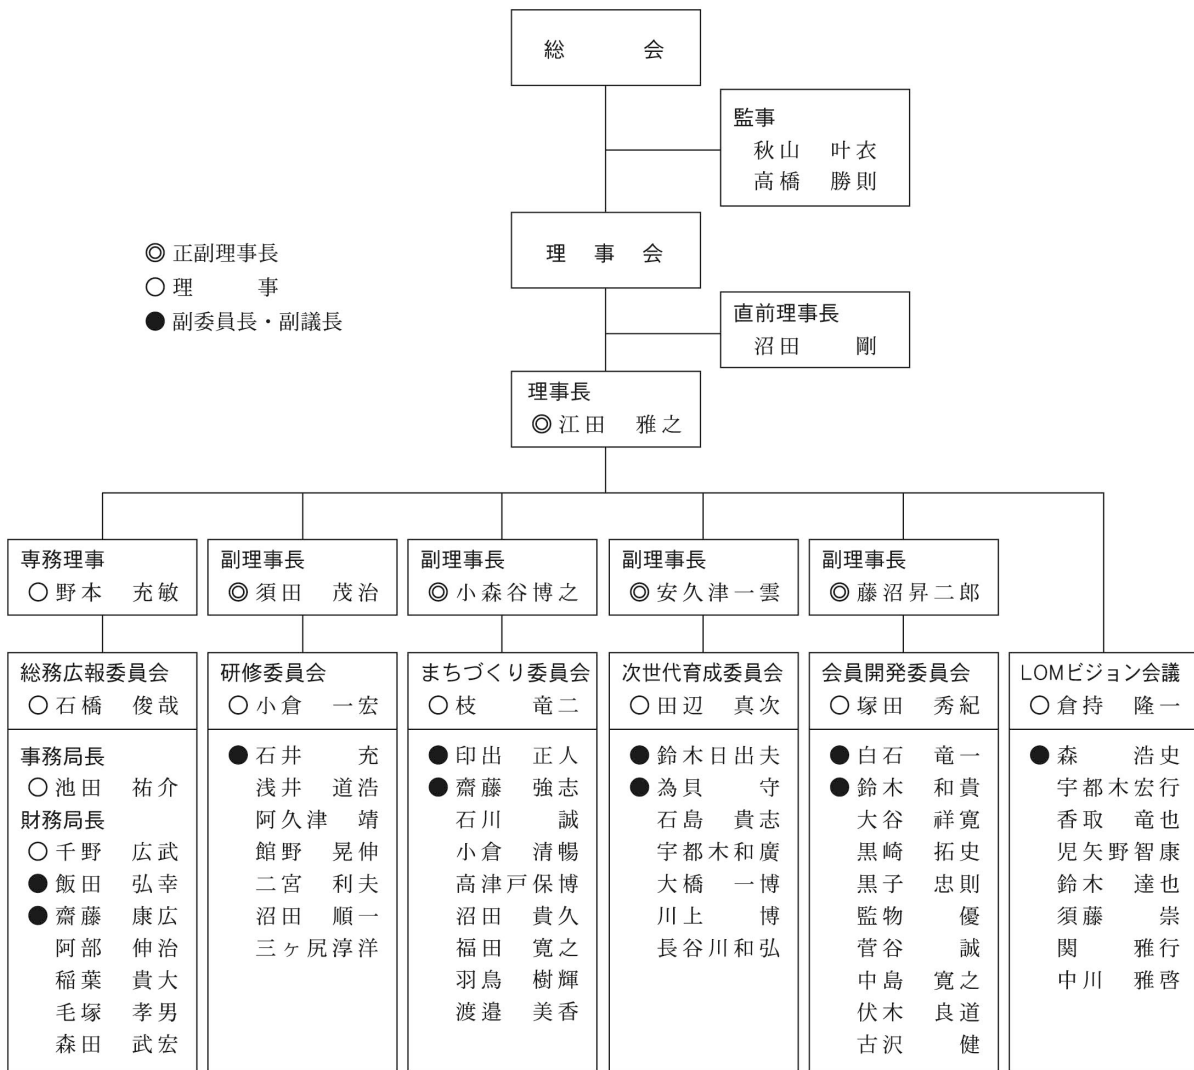 総　　会
監事
秋山　叶衣
高橋　勝則
理　事　会
◎ 正副理事長
○ 理　　　事
● 副委員長・副議長
直前理事長
沼田　　剛
理事長
◎ 江田　雅之
専務理事
○ 野本　充敏
副理事長
◎ 須田　茂治
副理事長
◎ 小森谷博之
副理事長
◎ 安久津一雲
副理事長
◎ 藤沼昇二郎
総務広報委員会
○ 石橋　俊哉
事務局長
○ 池田　祐介
財務局長
○ 千野　広武
● 飯田　弘幸
● 齋藤　康広
阿部　伸治
稲葉　貴大
毛塚　孝男
森田　武宏
研修委員会
○ 小倉　一宏
● 石井　　充
浅井　道浩
阿久津　靖
館野　晃伸
二宮　利夫
沼田　順一
三ヶ尻淳洋
まちづくり委員会
○ 枝　　竜二
● 印出　正人
● 齋藤　強志
石川　　誠
小倉　清暢
高津戸保博
沼田　貴久
福田　寛之
羽鳥　樹輝
渡邉　美香
次世代育成委員会
○ 田辺　真次
● 鈴木日出夫
● 為貝　　守
石島　貴志
宇都木和廣
大橋　一博
川上　　博
長谷川和弘
会員開発委員会
○ 塚田　秀紀
● 白石　竜一
● 鈴木　和貴
大谷　祥寛
黒崎　拓史
黒子　忠則
監物　　優
菅谷　　誠
中島　寛之
伏木　良道
古沢　　健
LOMビジョン会議
○ 倉持　隆一
● 森　　浩史
宇都木宏行
香取　竜也
児矢野智康
鈴木　達也
須藤　　崇
関　　雅行
中川　雅啓